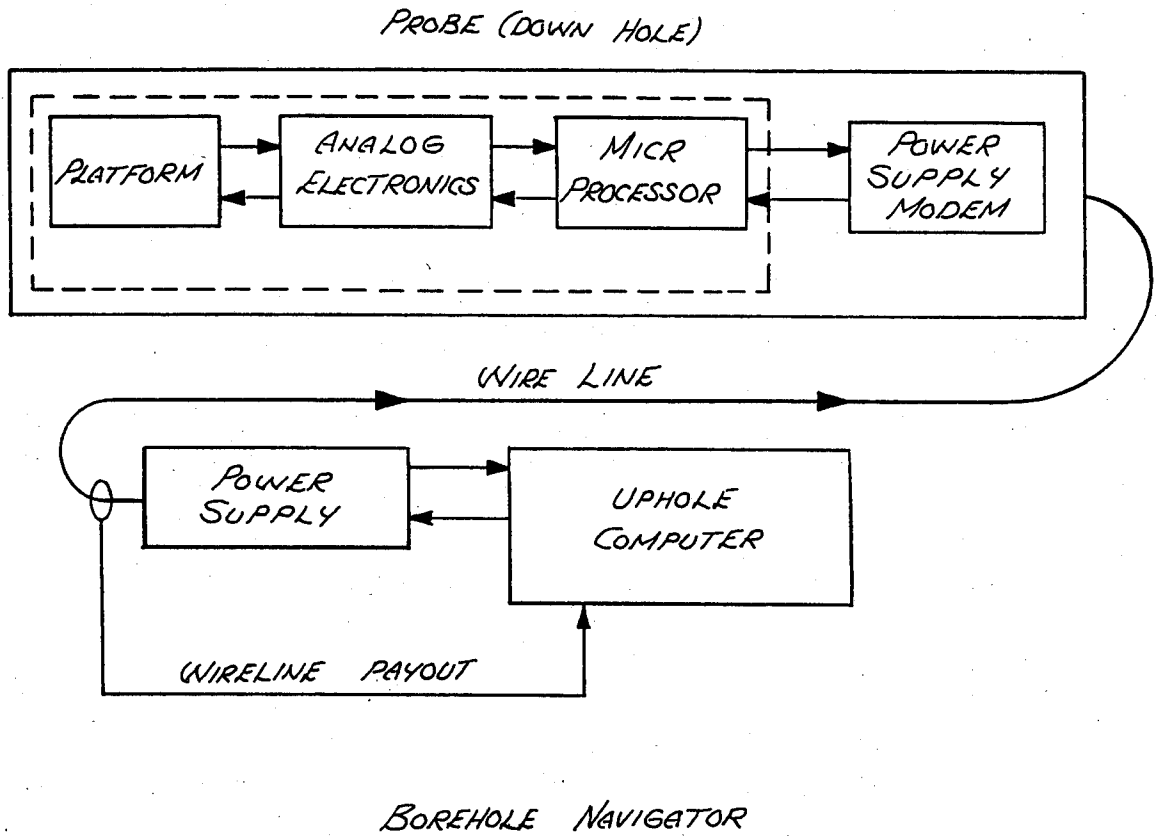 PROBE (DOWN HOLE)
PLATFORM
ANALOG
ELECTRONICS
MICR
PROCESSOR
POWER
SUPPLY
MODEM
WIRE LINE
POWER
SUPPLY
UPHOLE
COMPUTER
WIRELINE PAYOUT
BOREHOLE NAVIGATOR